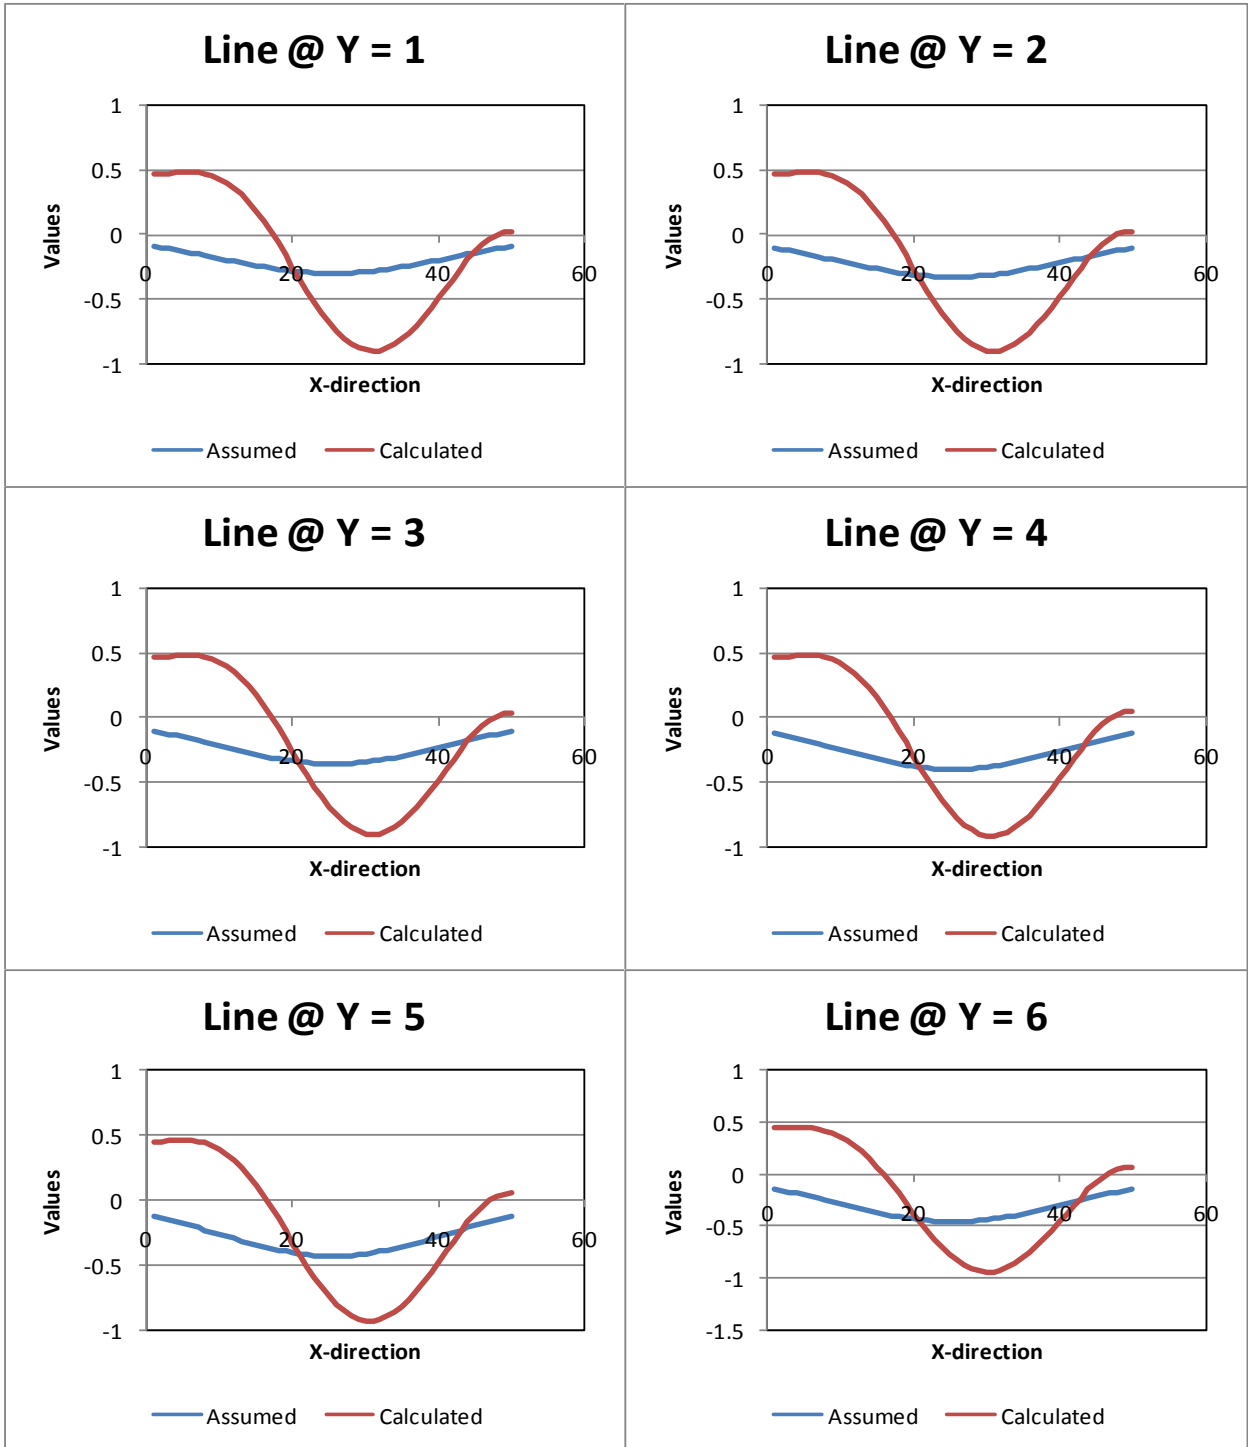 Line @ Y = 1
1
0.5
0
-0.5
-1
0 20 40 60
Values
X-direction
Assumed Calculated
Line @ Y = 2
1
0.5
0
-0.5
-1
0 20 40 60
Values
X-direction
Assumed Calculated
Line @ Y = 3
1
0.5
0
-0.5
-1
0 20 40 60
Values
X-direction
Assumed Calculated
Line @ Y = 4
1
0.5
0
-0.5
-1
0 20 40 60
Values
X-direction
Assumed Calculated
Line @ Y = 5
1
0.5
0
-0.5
-1
0 20 40 60
Values
X-direction
Assumed Calculated
Line @ Y = 6
1
0.5
0
-0.5
-1
-1.5
0 20 40 60
Values
X-direction
Assumed Calculated